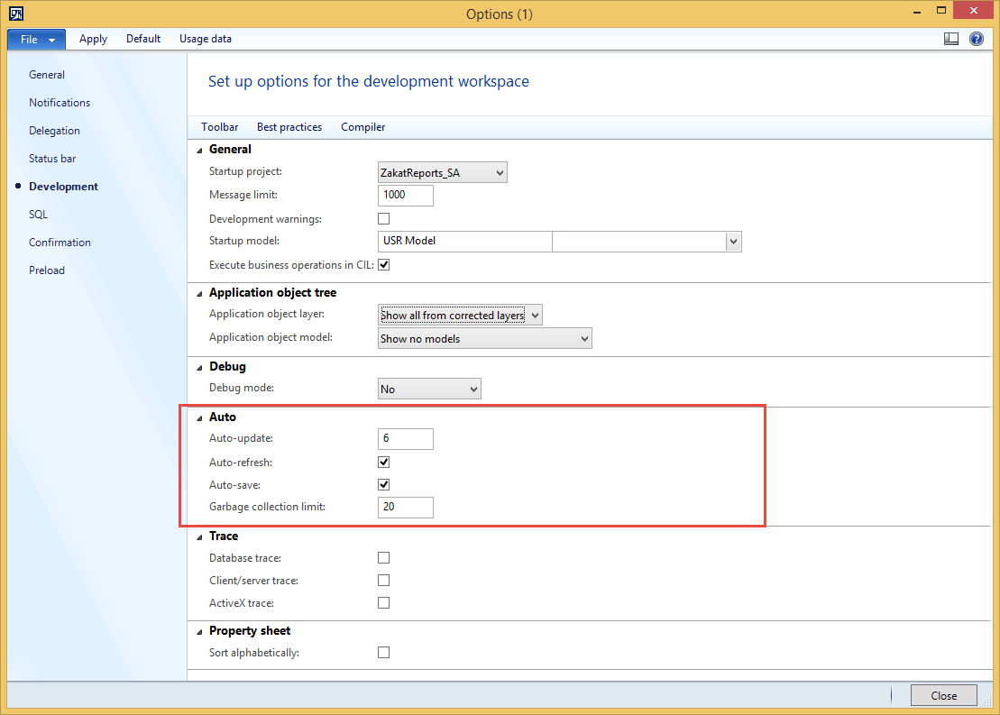 Options (1)
File Apply Default Usage data
General
Notifications
Delegation
Status bar
Development
SQL
Confirmation
Preload
Set up options for the development workspace
Toolbar Best practices Compiler
General
Startup project: ZakatReports_SA
Message limit: 1000
Development warnings:
Startup model: USR Model
Execute business operations in CIL:
Application object tree
Application object layer: Show all from corrected layers
Application object model: Show no models
Debug
Debug mode: No
Auto
Auto-update: 6
Auto-refresh:
Auto-save:
Garbage collection limit: 20
Trace
Database trace:
Client/server trace:
ActiveX trace:
Property sheet
Sort alphabetically:
Close